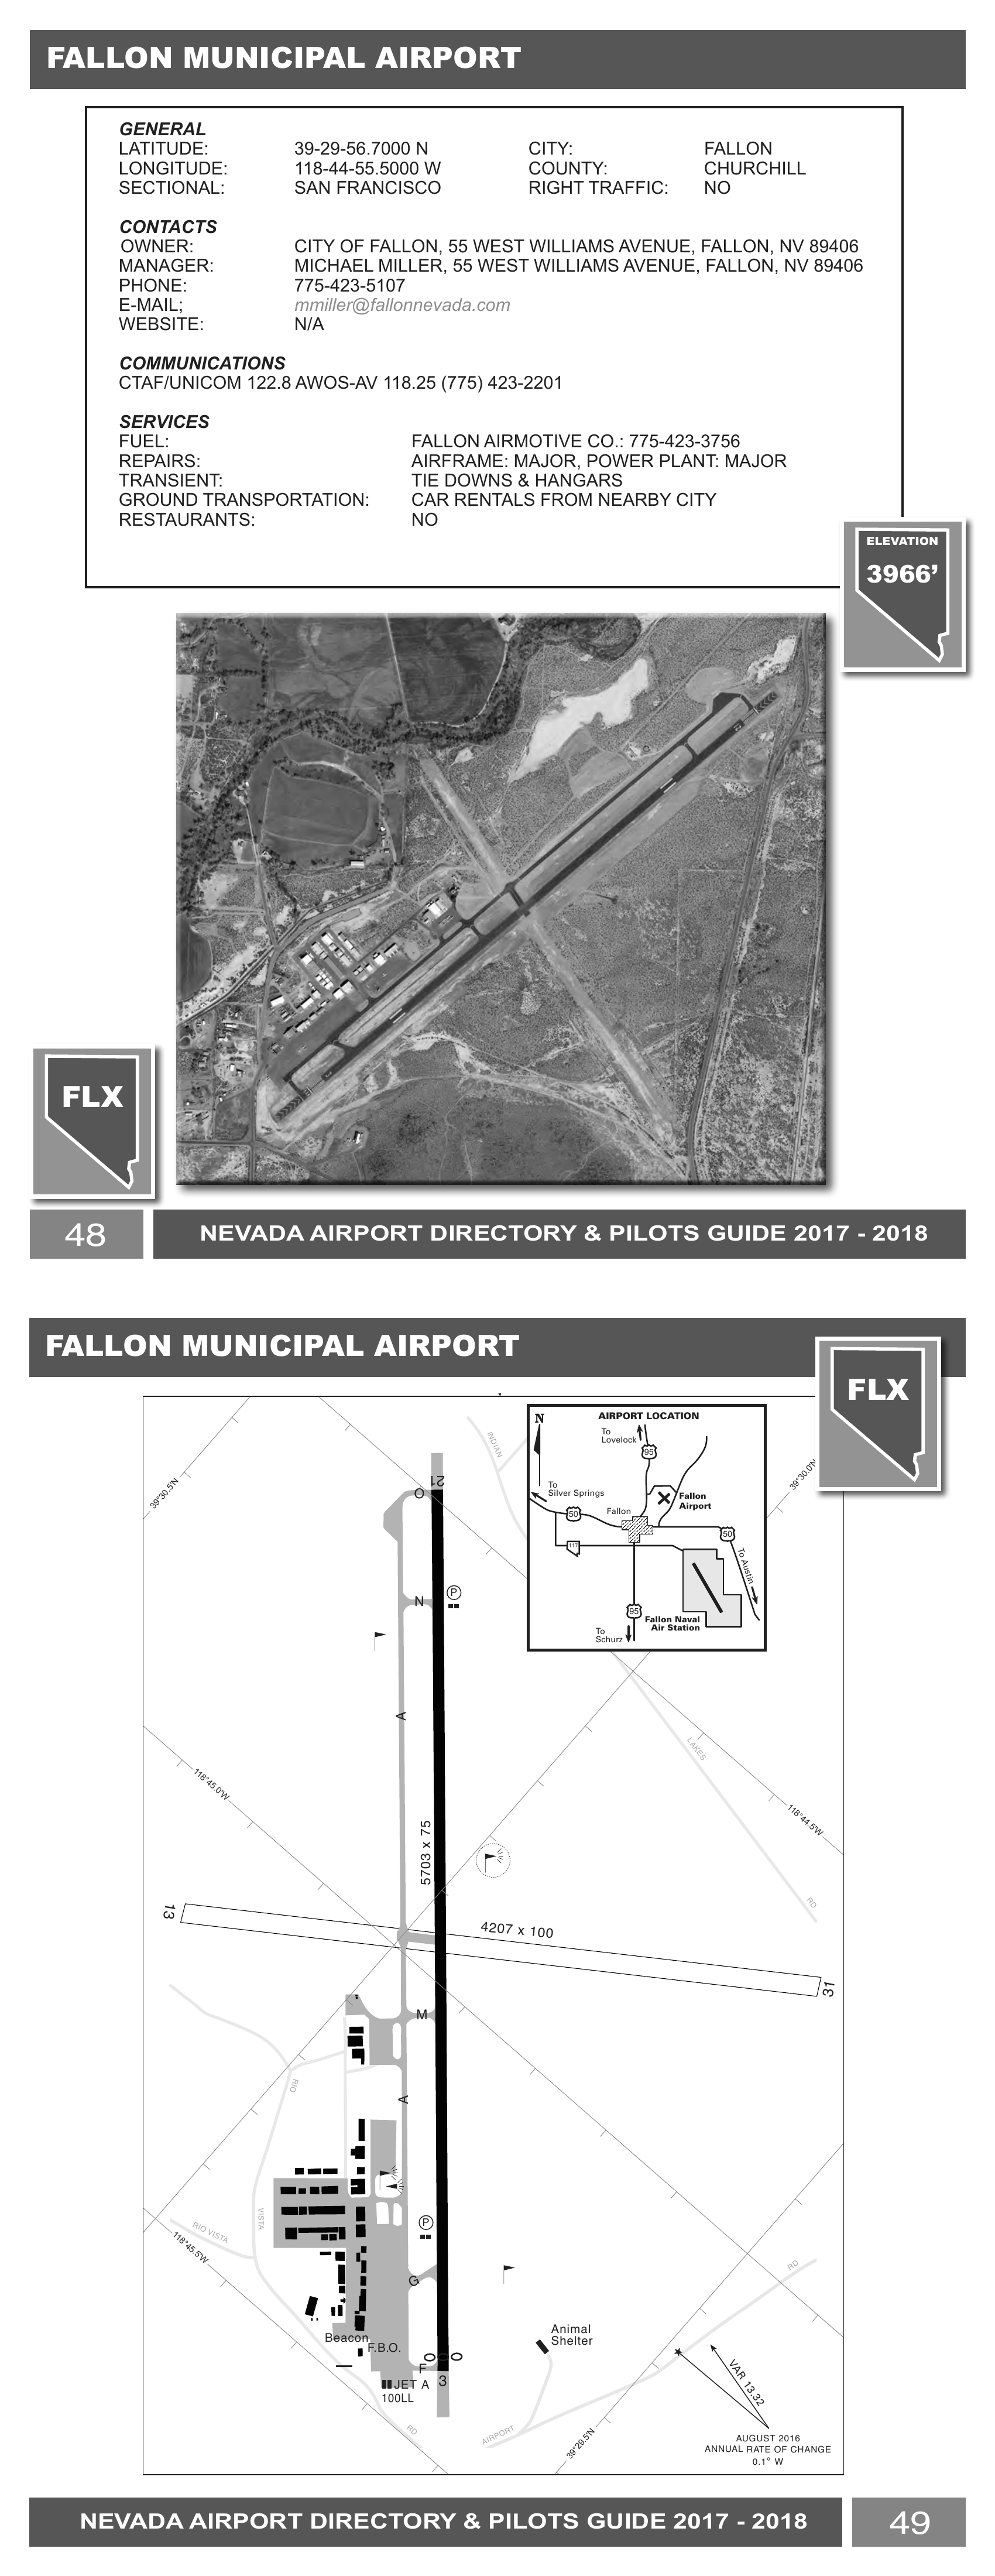 FALLON MUNICIPAL AIRPORT
GENERAL
LATITUDE: 39-29-56.7000 N CITY: FALLON
LONGITUDE: 118-44-55.5000 W COUNTY: CHURCHILL
SECTIONAL: SAN FRANCISCO RIGHT TRAFFIC: NO
CONTACTS
OWNER: CITY OF FALLON, 55 WEST WILLIAMS AVENUE, FALLON, NV 89406
MANAGER: MICHAEL MILLER, 55 WEST WILLIAMS AVENUE, FALLON, NV 89406
PHONE: 775-423-5107
E-MAIL; mmiller@fallonnevada.com
WEBSITE: N/A
COMMUNICATIONS
CTAF/UNICOM 122.8 AWOS-AV 118.25 (775) 423-2201
SERVICES
FUEL: FALLON AIRMOTIVE CO.: 775-423-3756
REPAIRS: AIRFRAME: MAJOR, POWER PLANT: MAJOR
TRANSIENT: TIE DOWNS & HANGARS
GROUND TRANSPORTATION: CAR RENTALS FROM NEARBY CITY
RESTAURANTS: NO
ELEVATION
3966’
FLX
48
NEVADA AIRPORT DIRECTORY & PILOTS GUIDE 2017 - 2018
FALLON MUNICIPAL AIRPORT
FLX
AIRPORT LOCATION
N
To
Lovelock
95
To
Silver Springs
50
Fallon
Fallon
Airport
50
117
To Austin
95
Fallon Naval
Air Station
To
Schurz
INDIAN
39°30.5'N
39°30.0'N
21
O
N
P
A
LAKES
118°45.0'W
118°44.5'W
5703 x 75
RD
13
4207 x 100
31
M
RIO
A
VISTA
RIO VISTA
P
118°45.5'W
G
RD
Animal
Shelter
Beacon
F.B.O.
F
3
JET A
100LL
RD
AIRPORT
39°29.5'N
VAR 13.32
AUGUST 2016
ANNUAL RATE OF CHANGE
0.1° W
NEVADA AIRPORT DIRECTORY & PILOTS GUIDE 2017 - 2018
49